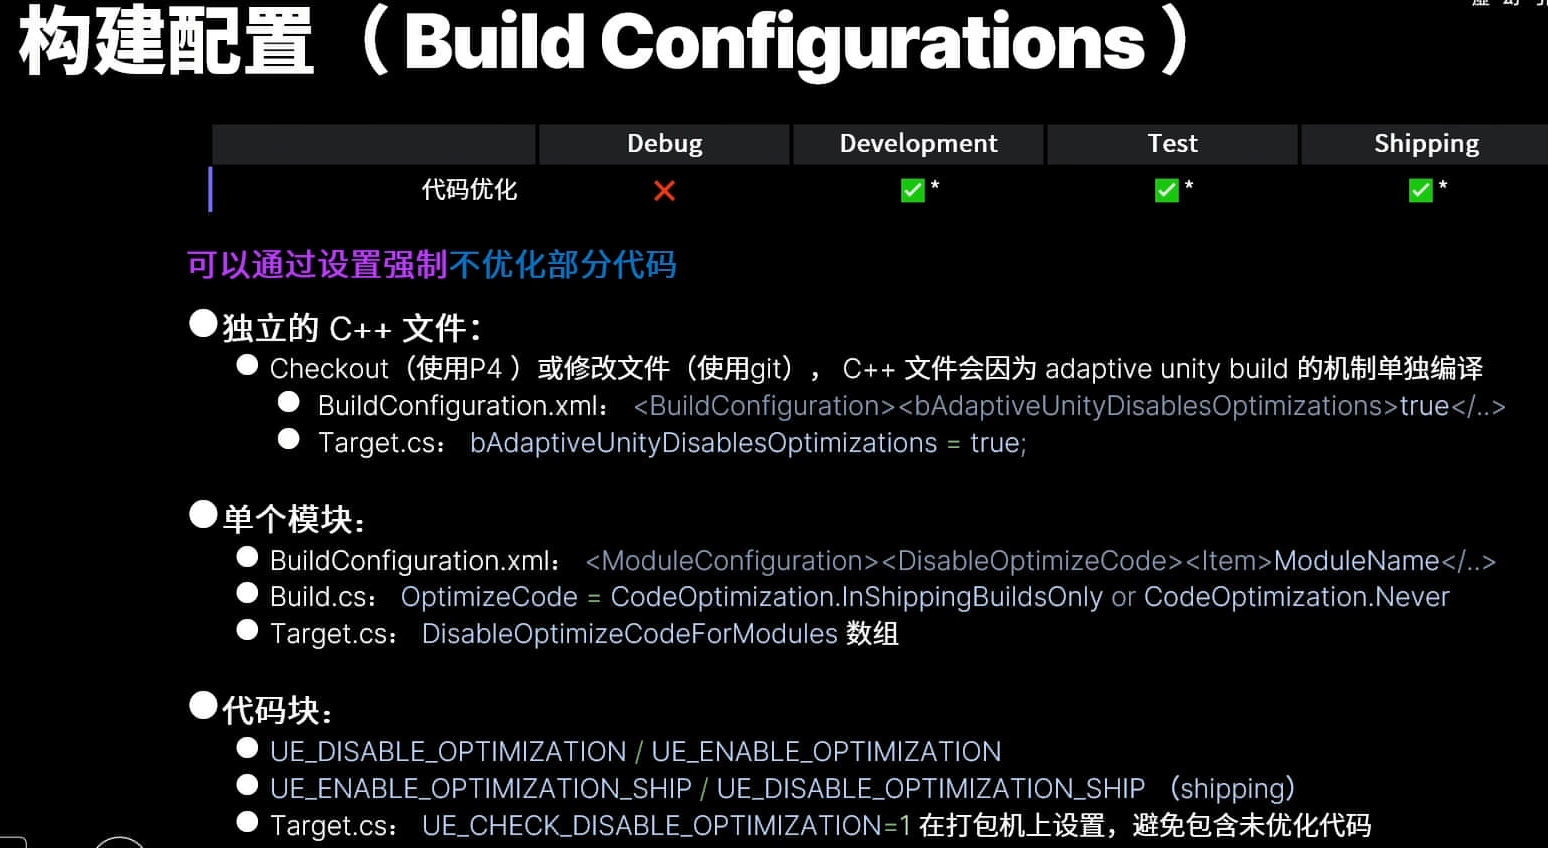 构建配置（Build Configurations）
Debug Development Test Shipping
代码优化 ❌ ✅* ✅* ✅*
可以通过设置强制不优化部分代码
●独立的 C++ 文件：
● Checkout（使用P4 ）或修改文件（使用git）， C++ 文件会因为 adaptive unity build 的机制单独编译
● BuildConfiguration.xml： <BuildConfiguration><bAdaptiveUnityDisablesOptimizations>true</..>
● Target.cs： bAdaptiveUnityDisablesOptimizations = true;
●单个模块：
● BuildConfiguration.xml： <ModuleConfiguration><DisableOptimizeCode><Item>ModuleName</..>
● Build.cs： OptimizeCode = CodeOptimization.InShippingBuildsOnly or CodeOptimization.Never
● Target.cs： DisableOptimizeCodeForModules 数组
●代码块：
● UE_DISABLE_OPTIMIZATION / UE_ENABLE_OPTIMIZATION
● UE_ENABLE_OPTIMIZATION_SHIP / UE_DISABLE_OPTIMIZATION_SHIP （shipping）
● Target.cs： UE_CHECK_DISABLE_OPTIMIZATION=1 在打包机上设置，避免包含未优化代码